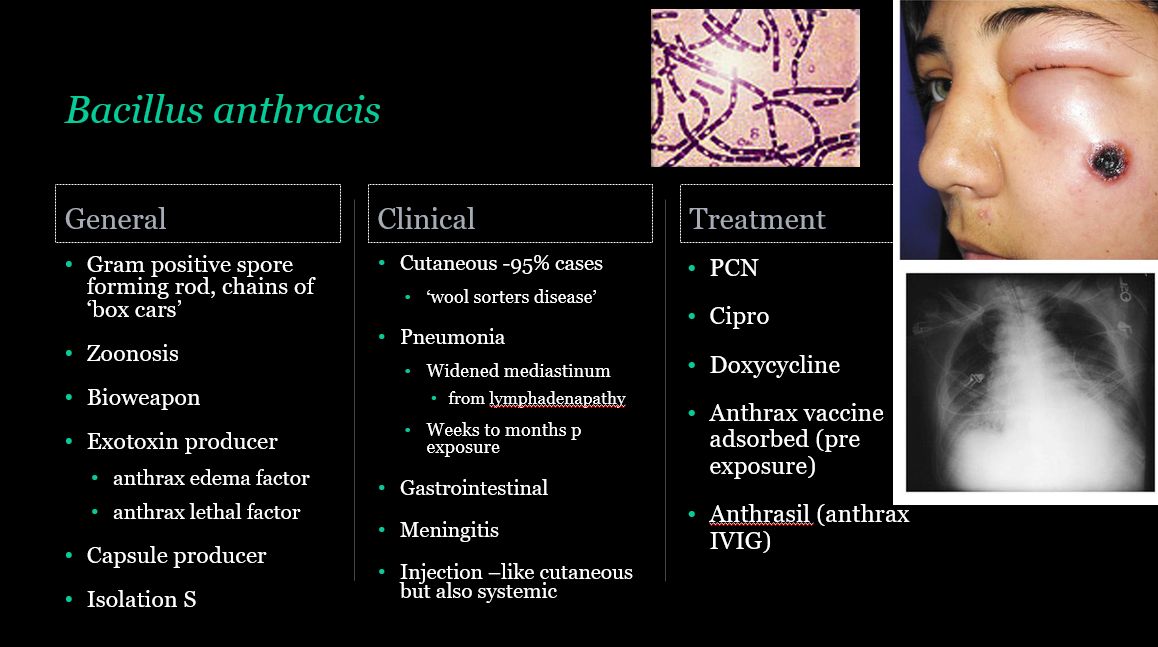 Bacillus anthracis
General
Gram positive spore
forming rod, chains of
‘box cars’
Zoonosis
Bioweapon
Exotoxin producer
anthrax edema factor
anthrax lethal factor
Capsule producer
Isolation S
Clinical
Cutaneous -95% cases
‘wool sorters disease’
Pneumonia
Widened mediastinum
from lymphadenapathy
Weeks to months p
exposure
Gastrointestinal
Meningitis
Injection –like cutaneous
but also systemic
Treatment
PCN
Cipro
Doxycycline
Anthrax vaccine
adsorbed (pre
exposure)
Anthrasil (anthrax
IVIG)